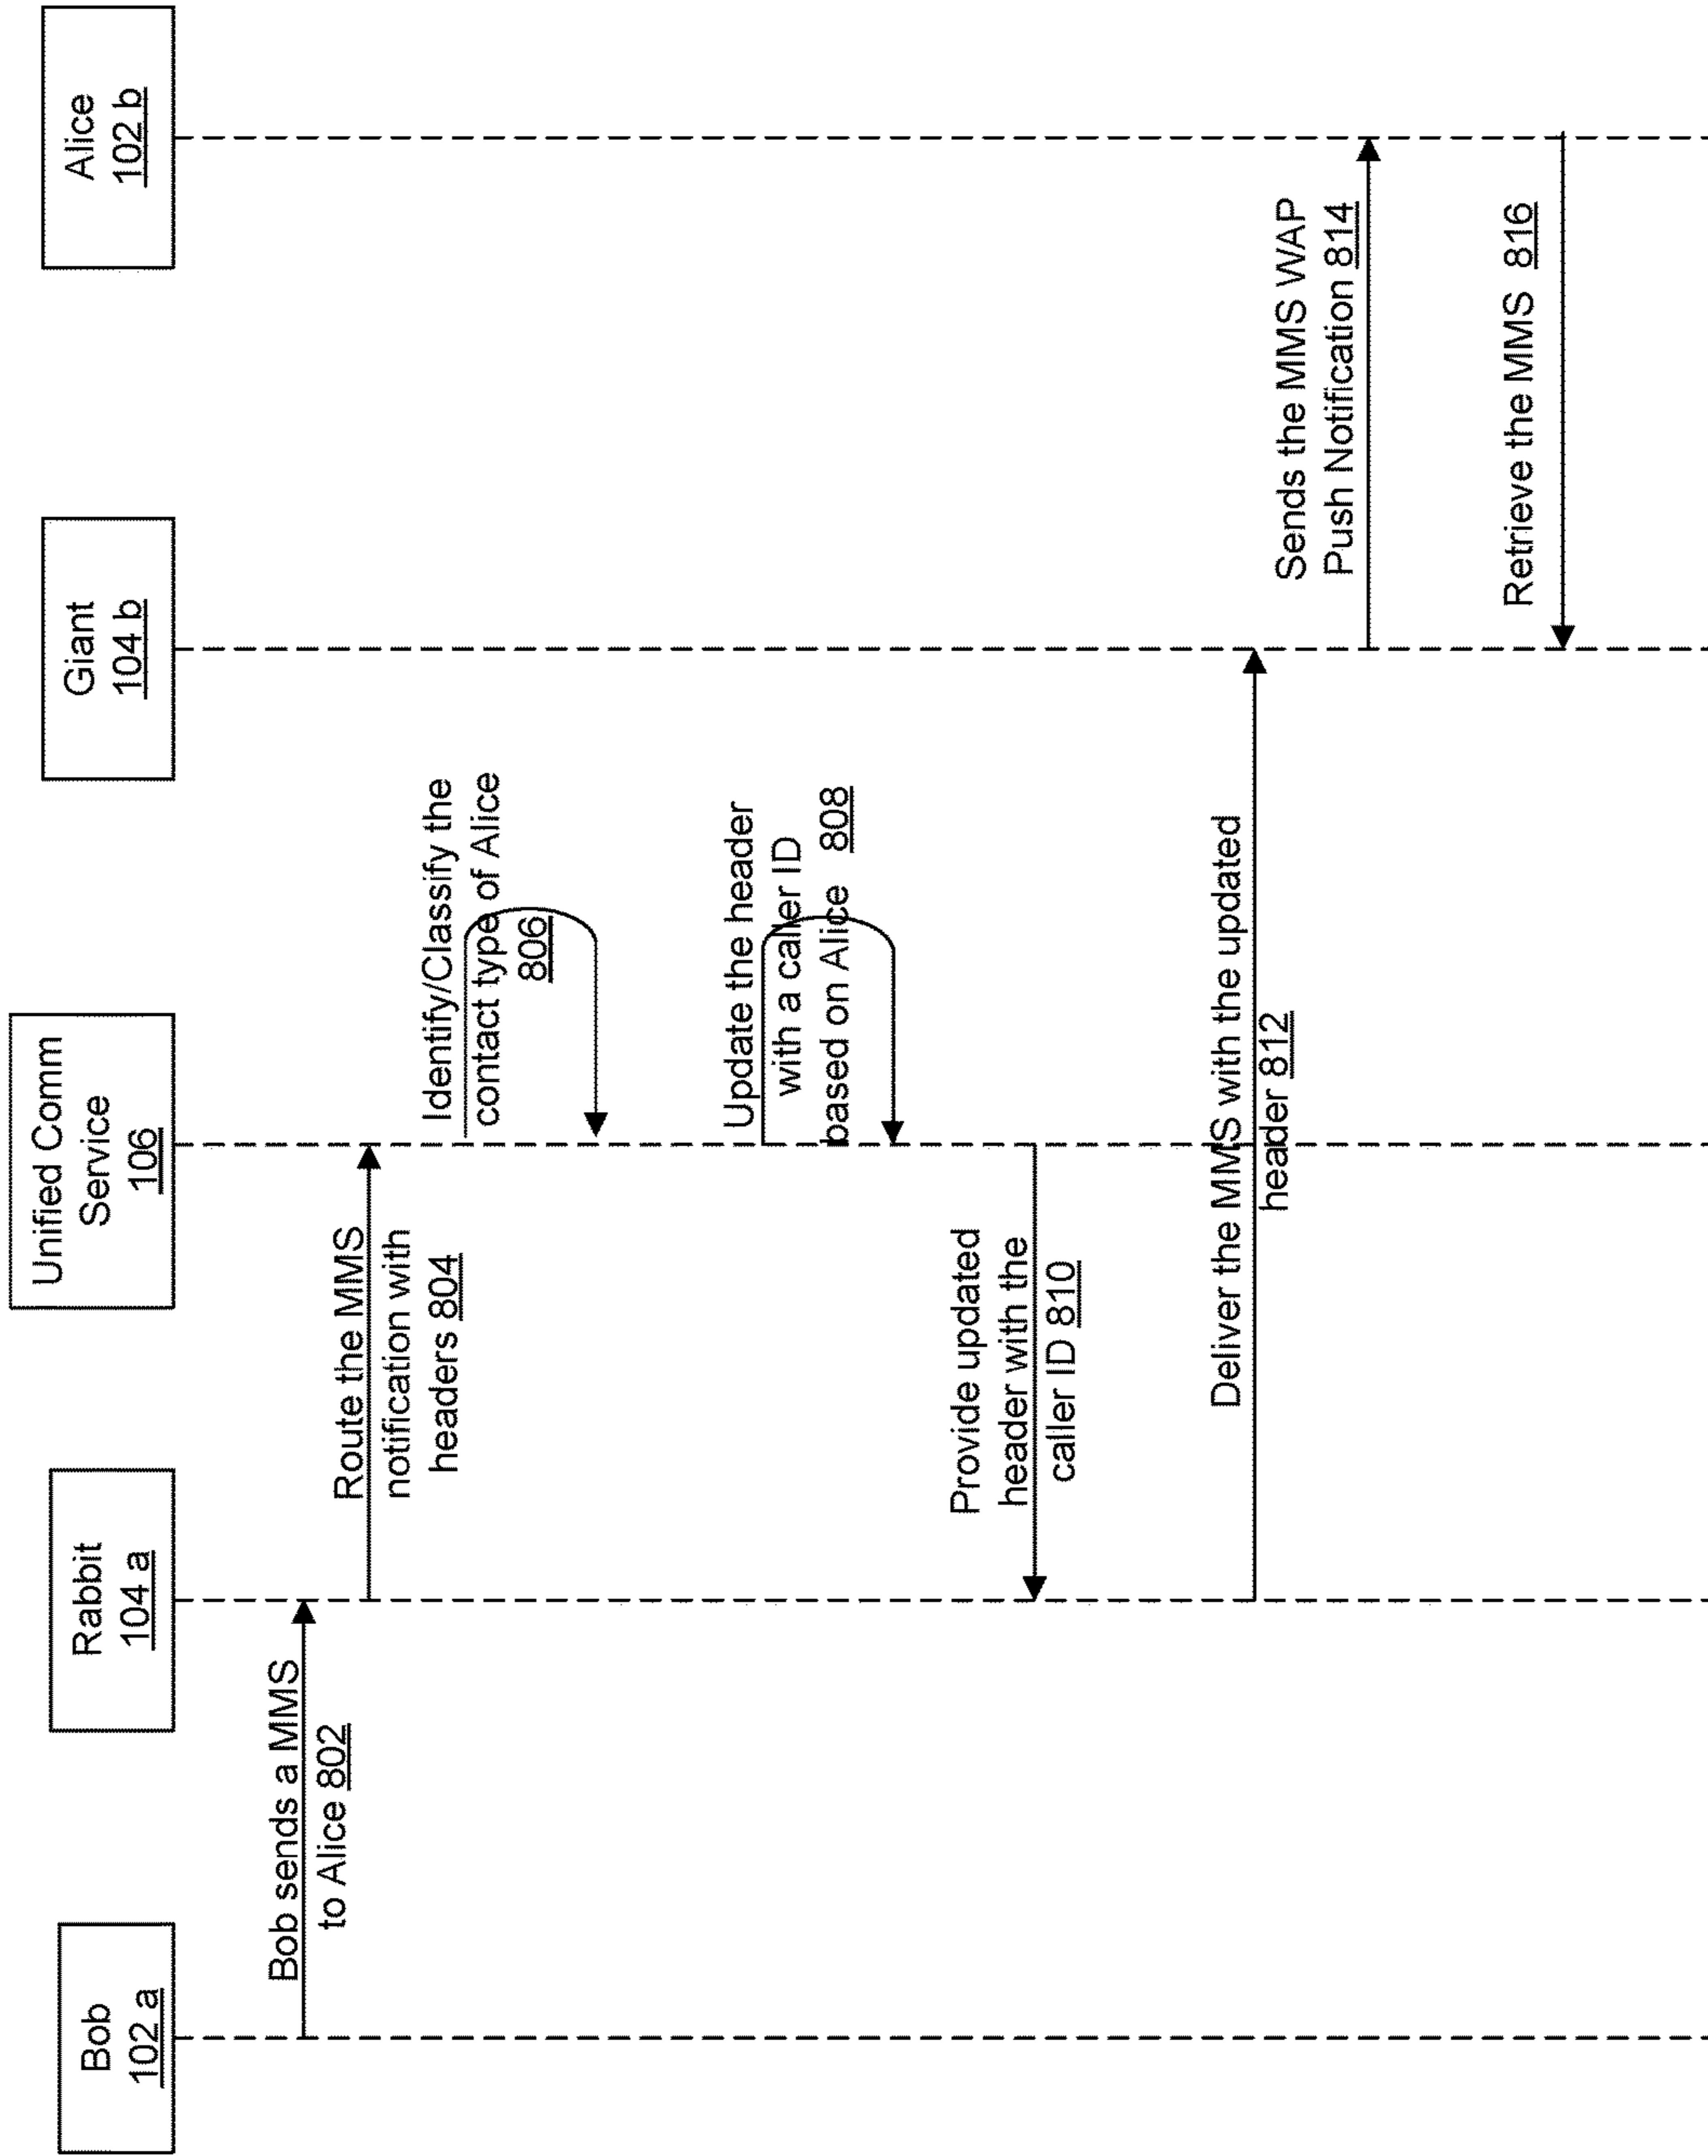 Bob
102 a
Rabbit
104 a
Unified Comm
Service
106
Giant
104 b
Alice
102 b
Bob sends a MMS
to Alice 802
Route the MMS
notification with
headers 804
Identify/Classify the
contact type of Alice
806
Update the header
with a caller ID
based on Alice 808
Provide updated
header with the
caller ID 810
Deliver the MMS with the updated
header 812
Sends the MMS WAP
Push Notification 814
Retrieve the MMS 816